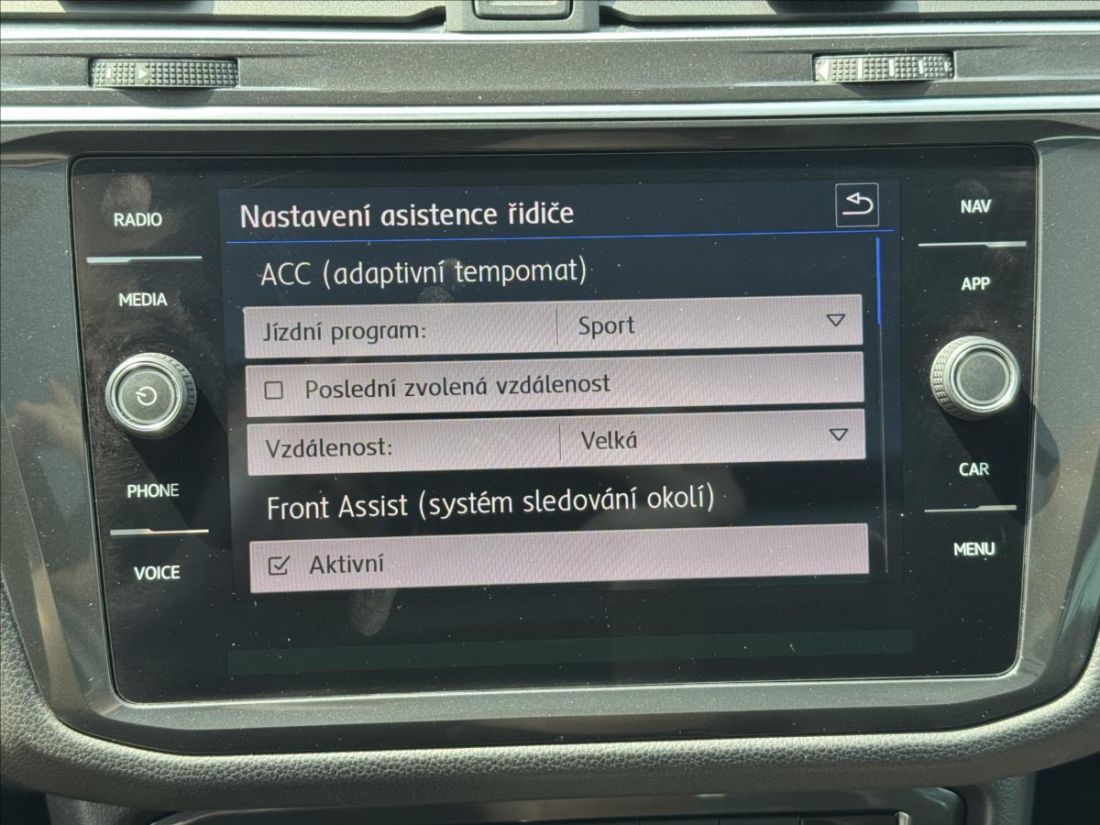 RADIO
MEDIA
PHONE
VOICE
Nastavení asistence řidiče
ACC (adaptivní tempomat)
Jízdní program: Sport
Poslední zvolená vzdálenost
Vzdálenost: Velká
Front Assist (systém sledování okolí)
Aktivní
NAV
APP
CAR
MENU